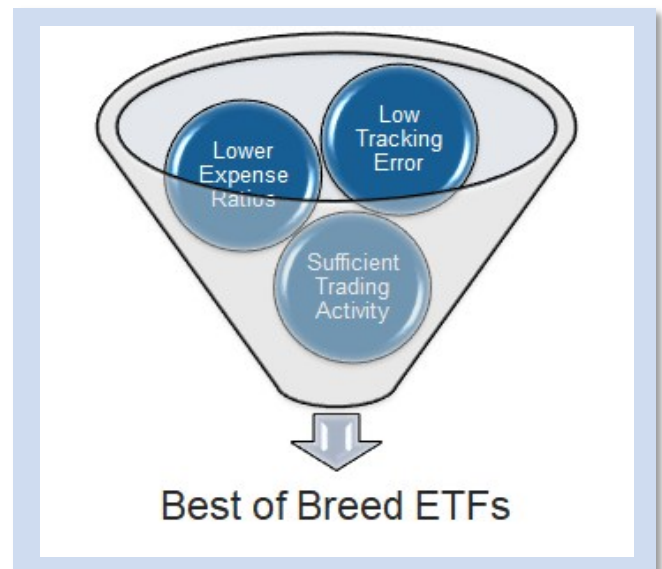 Lower
Expense
Ratios
Low
Tracking
Error
Sufficient
Trading
Activity
Best of Breed ETFs